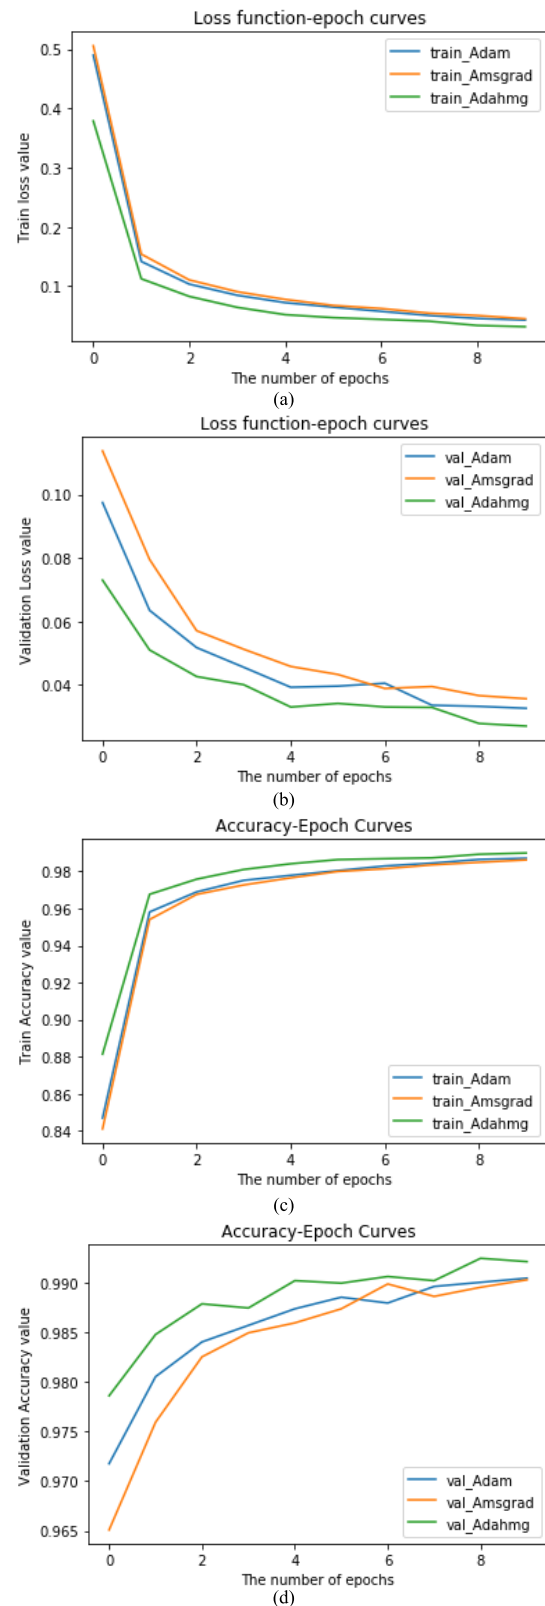 Loss function-epoch curves
0.5
0.4
0.3
0.2
0.1
Train loss value
train_Adam
train_Amsgrad
train_Adahmg
0 2 4 6 8
The number of epochs
(a)
Loss function-epoch curves
0.10
0.08
0.06
0.04
Validation Loss value
val_Adam
val_Amsgrad
val_Adahmg
0 2 4 6 8
The number of epochs
(b)
Accuracy-Epoch Curves
0.98
0.96
0.94
0.92
0.90
0.88
0.86
0.84
Train Accuracy value
train_Adam
train_Amsgrad
train_Adahmg
0 2 4 6 8
The number of epochs
(c)
Accuracy-Epoch Curves
0.990
0.985
0.980
0.975
0.970
0.965
Validation Accuracy value
val_Adam
val_Amsgrad
val_Adahmg
0 2 4 6 8
The number of epochs
(d)